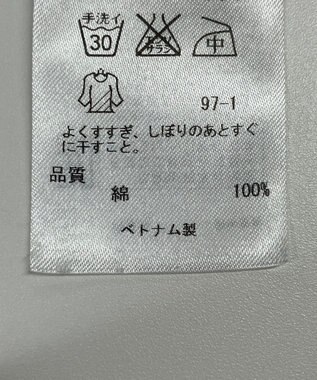 手洗イ
30 中
97-1
よくすすぎ、しぼりのあとすぐ
に干すこと。
品質
綿 100%
ベトナム製